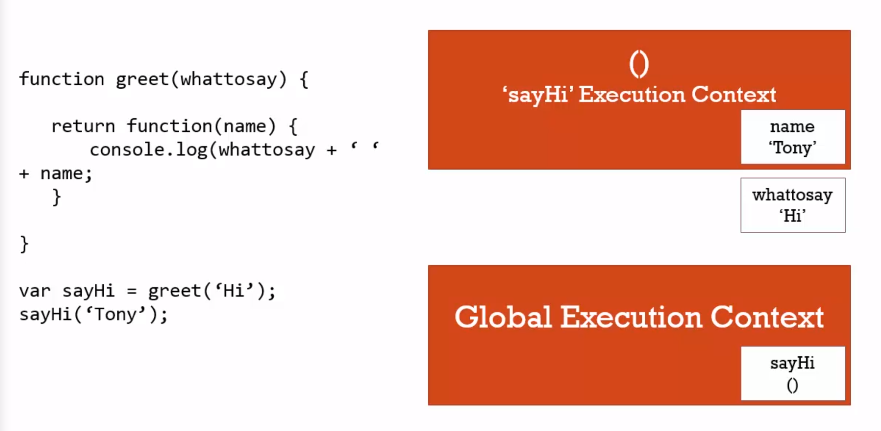 function greet(whattosay) {
return function(name) {
console.log(whattosay + ‘ ‘
+ name;
}
}
var sayHi = greet(‘Hi’);
sayHi(‘Tony’);
()
‘sayHi’ Execution Context
name
‘Tony’
whattosay
‘Hi’
Global Execution Context
sayHi
()